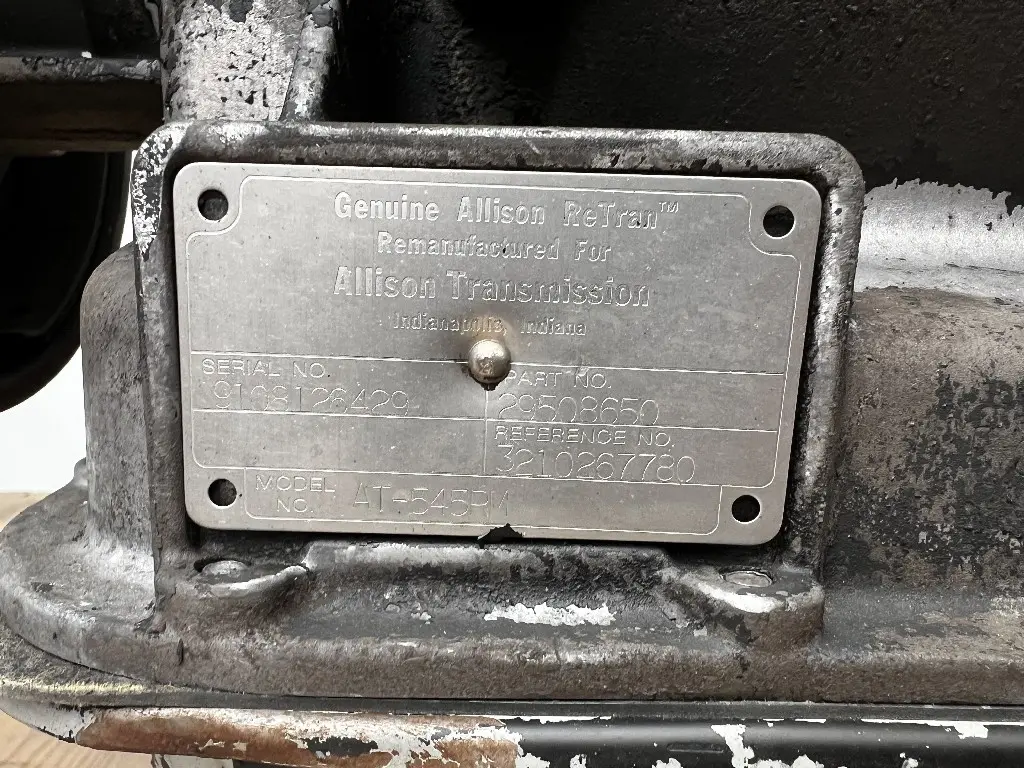 Genuine Allison ReTran™
Remanufactured For
Allison Transmission
Indianapolis, Indiana
SERIAL NO. PART NO.
9108126429 29508650
REFERENCE NO.
3210267780
MODEL NO. AT-545RM